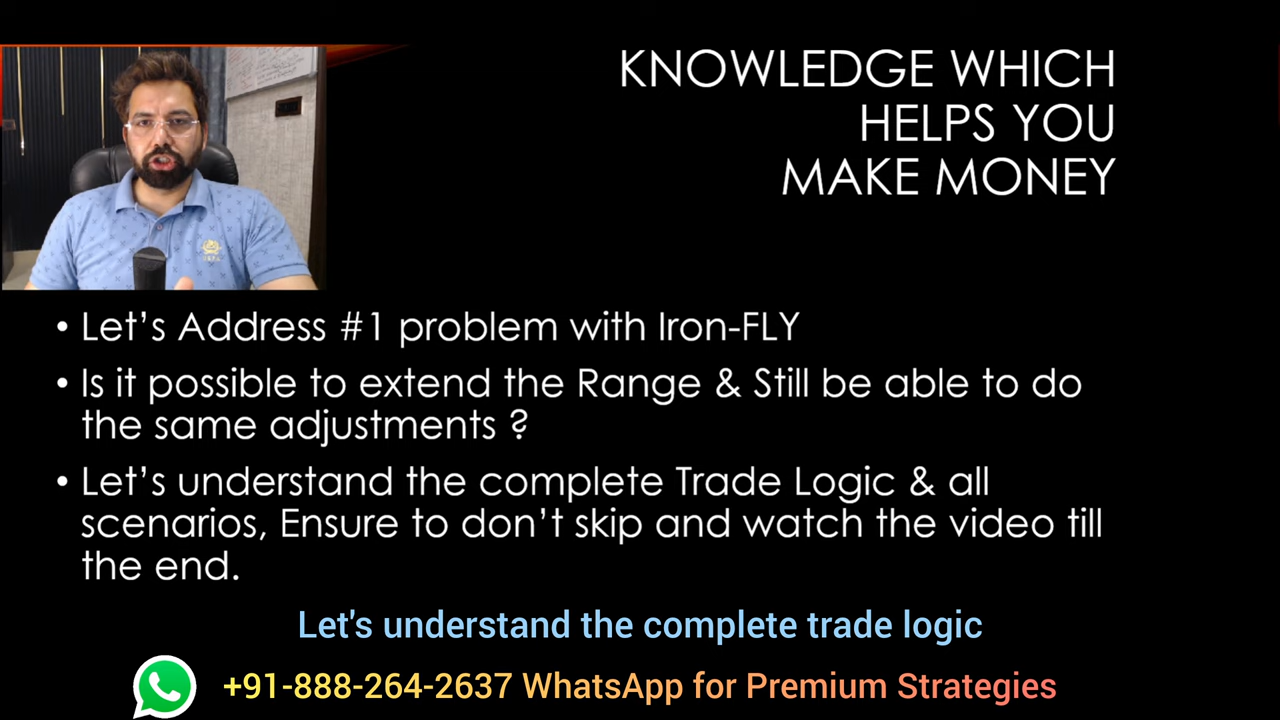 KNOWLEDGE WHICH
HELPS YOU
MAKE MONEY
• Let’s Address #1 problem with Iron-FLY
• Is it possible to extend the Range & Still be able to do
the same adjustments ?
• Let’s understand the complete Trade Logic & all
scenarios, Ensure to don’t skip and watch the video till
the end.
Let's understand the complete trade logic
+91-888-264-2637 WhatsApp for Premium Strategies